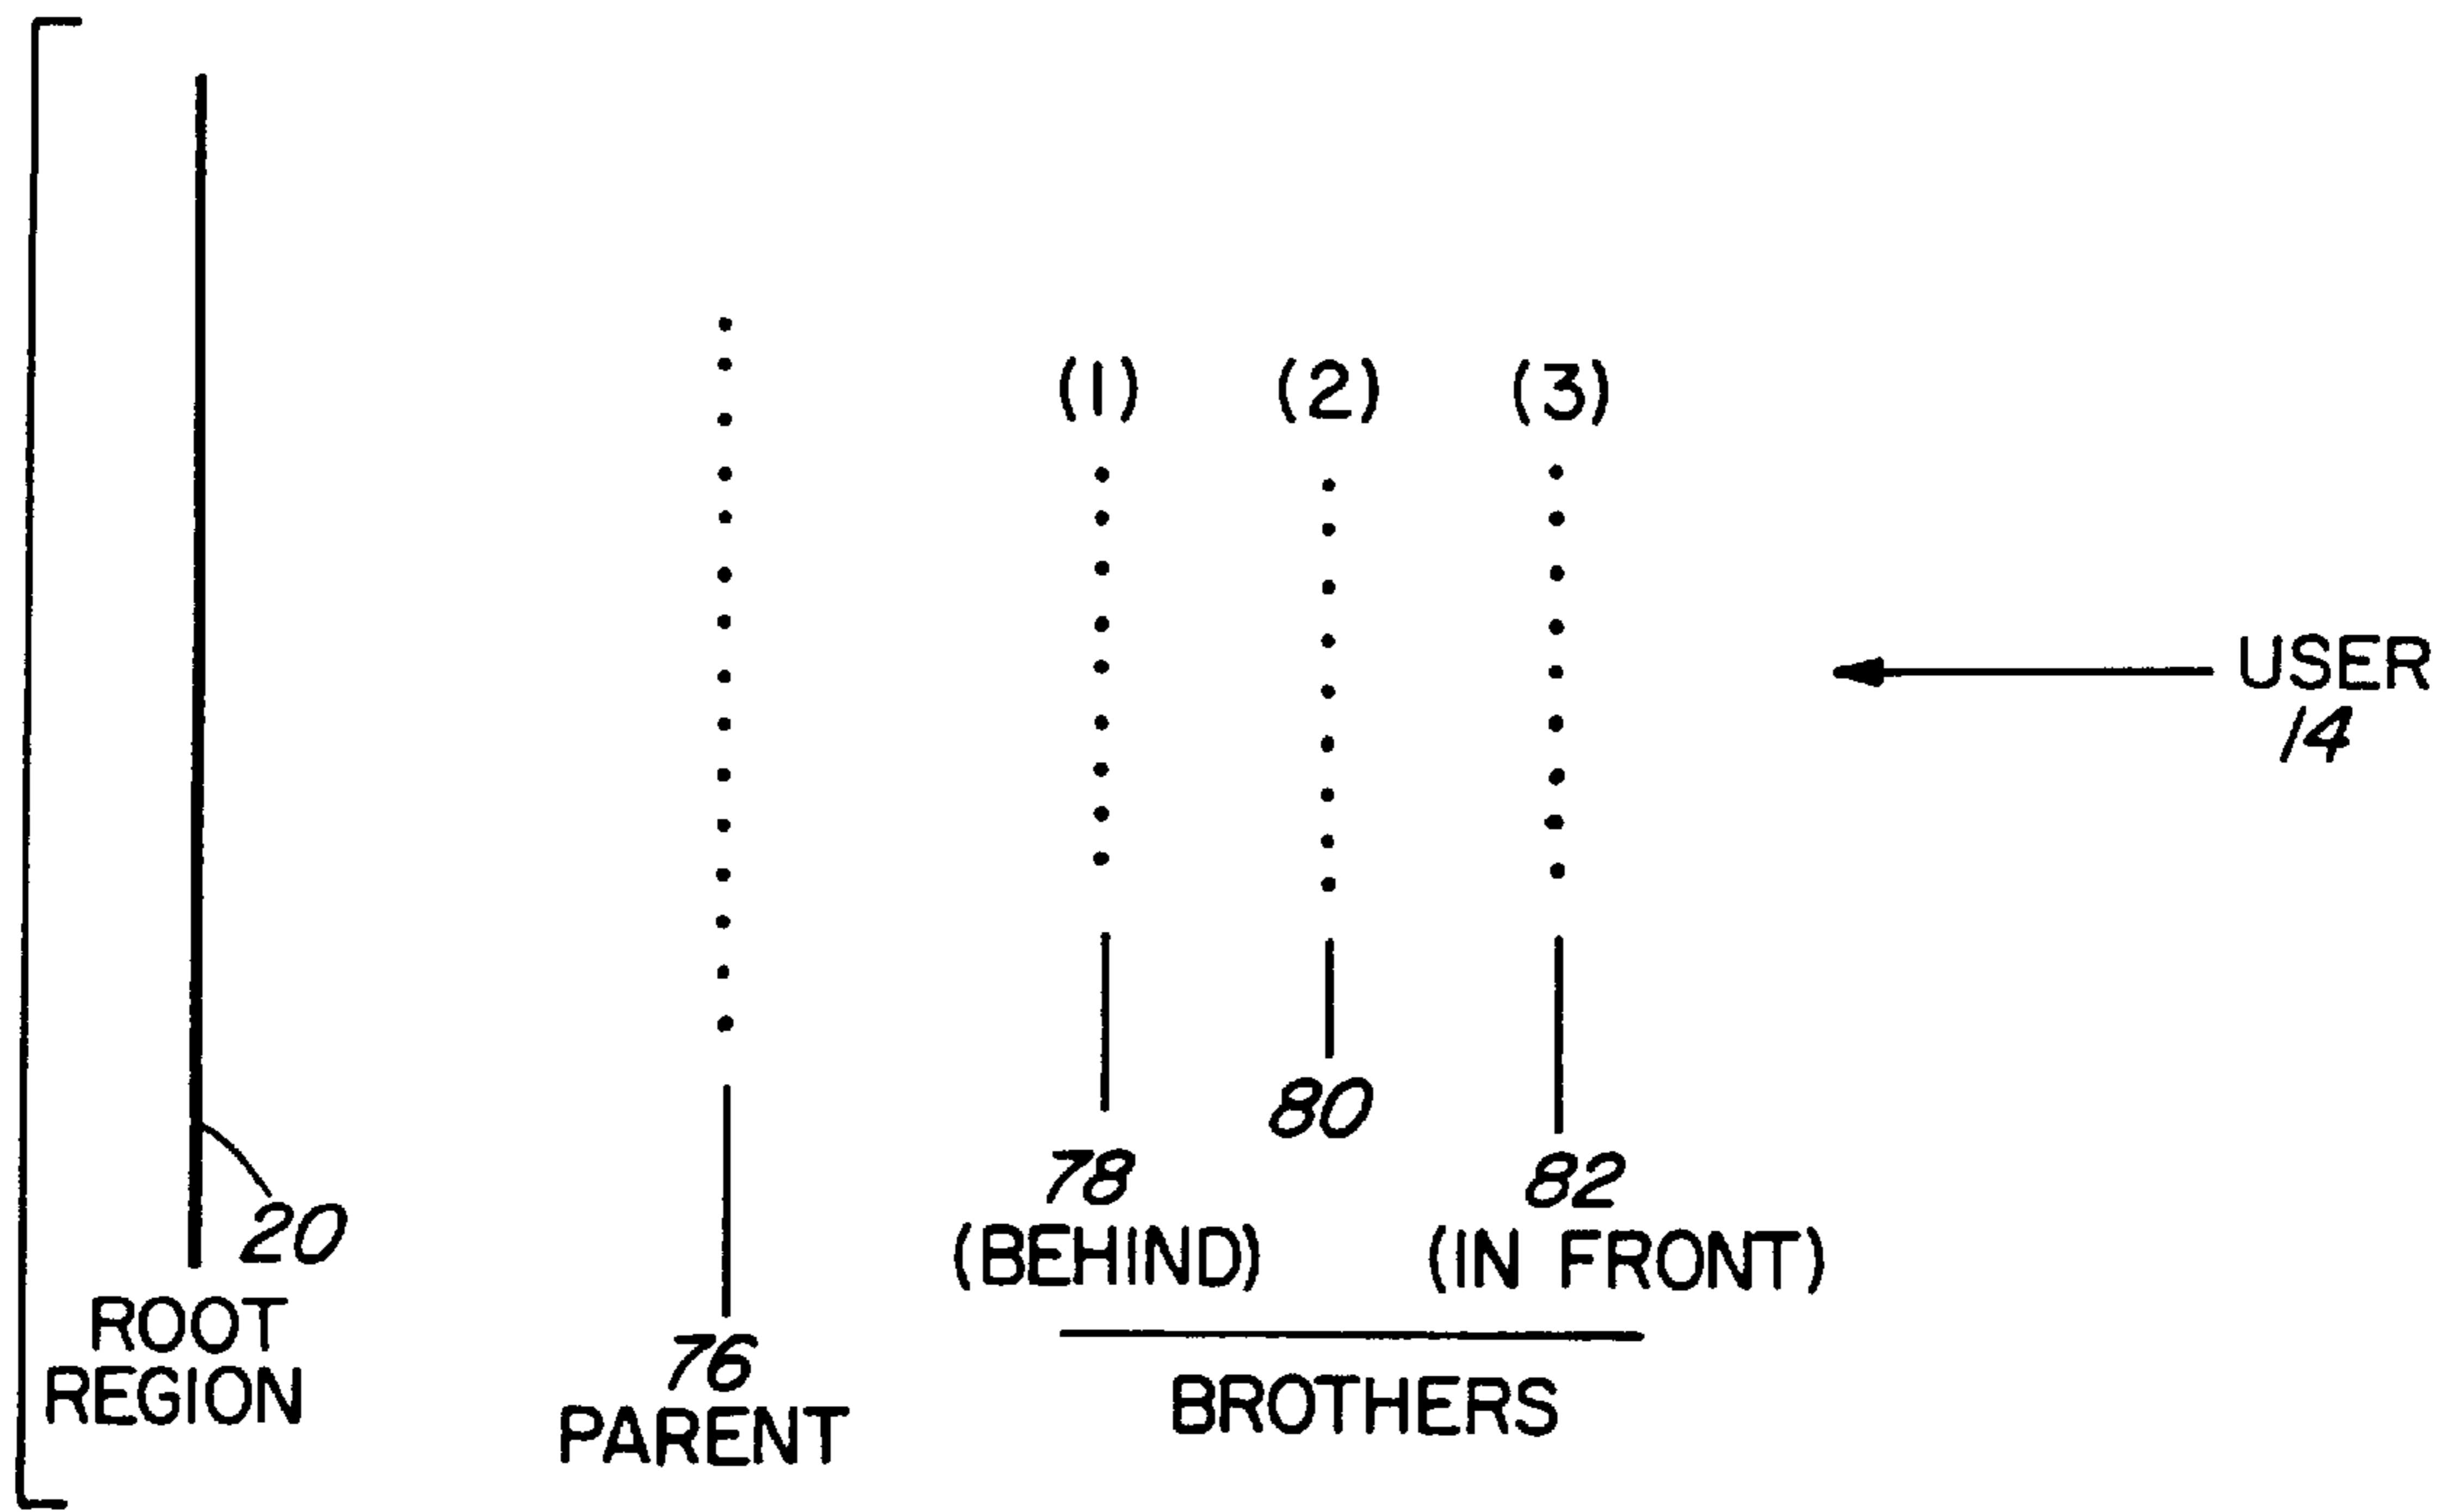 (1) (2) (3)
USER
14
80
78 82
20 (BEHIND) (IN FRONT)
ROOT
REGION
76
PARENT
BROTHERS